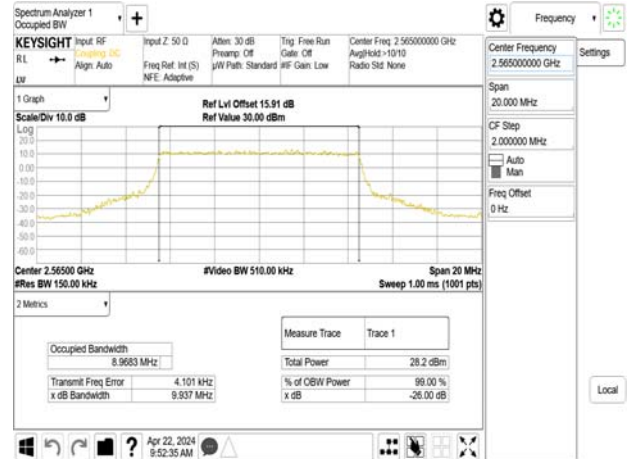 Spectrum Analyzer 1
Occupied BW
+
Frequency
KEYSIGHT
RL
Input: RF
Coupling: DC
Align: Auto
Input Z: 50 Ω
Freq Ref: Int (S)
NFE: Adaptive
Atten: 30 dB
Preamp: Off
µW Path: Standard
Trig: Free Run
Gate: Off
#IF Gain: Low
Center Freq: 2.565000000 GHz
Avg|Hold:>10/10
Radio Std: None
Center Frequency
2.565000000 GHz
Settings
Span
20.000 MHz
CF Step
2.000000 MHz
Auto
Man
Freq Offset
0 Hz
Local
1 Graph
Scale/Div 10.0 dB
Ref Lvl Offset 15.91 dB
Ref Value 30.00 dBm
Log
20.0
10.0
0.00
-10.0
-20.0
-30.0
-40.0
-50.0
-60.0
Center 2.56500 GHz
#Video BW 510.00 kHz
Span 20 MHz
#Res BW 150.00 kHz
Sweep 1.00 ms (1001 pts)
2 Metrics
Measure Trace Trace 1
Occupied Bandwidth
8.9683 MHz
Total Power 28.2 dBm
Transmit Freq Error 4.101 kHz
% of OBW Power 99.00 %
x dB Bandwidth 9.937 MHz
x dB -26.00 dB
?
Apr 22, 2024
9:52:35 AM